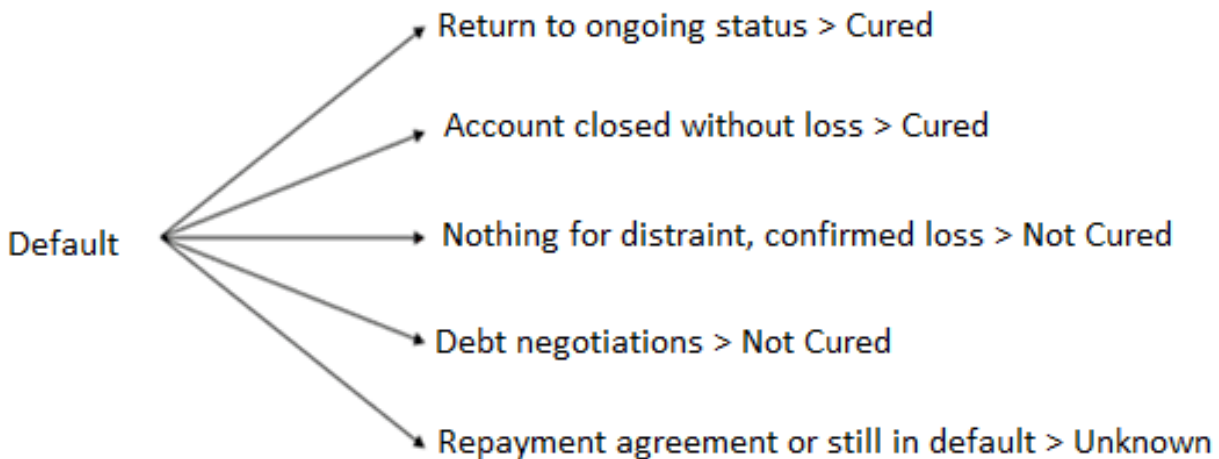 Return to ongoing status > Cured
Account closed without loss > Cured
Default
Nothing for distraint, confirmed loss > Not Cured
Debt negotiations > Not Cured
Repayment agreement or still in default > Unknown